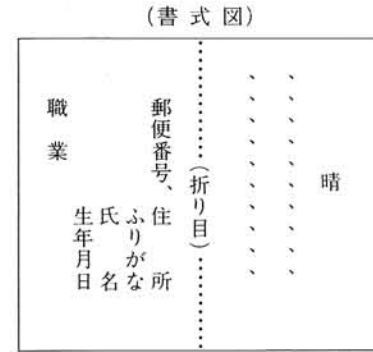 (書式図)
晴
、、、、、、、、、、
、、、、、、、、、、
………(折り目)………
郵便番号、住所
ふりがな
氏名
生年月日
職業